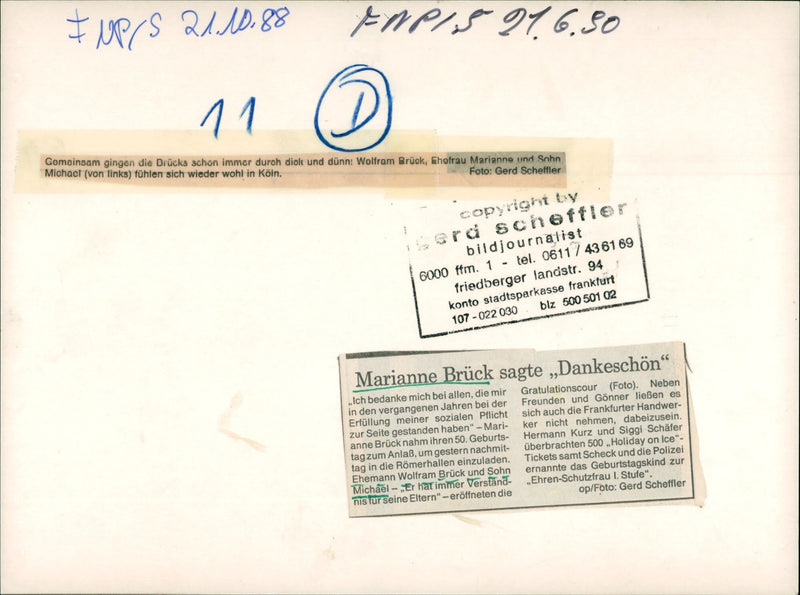 FNP/S 21.10.88
FNP/S 21.6.90
11
D
Gemeinsam gingen die Brücks schon immer durch dick und dünn: Wolfram Brück, Ehefrau Marianne und Sohn
Michael (von links) fühlen sich wieder wohl in Köln.
Foto: Gerd Scheffler
copyright by
gerd scheffler
bildjournalist
6000 ffm. 1 - tel. 0611 / 43 61 69
friedberger landstr. 94
konto stadtsparkasse frankfurt
107-022 030 blz 500 501 02
Marianne Brück sagte „Dankeschön“
„Ich bedanke mich bei allen, die mir
in den vergangenen Jahren bei der
Erfüllung meiner sozialen Pflicht
zur Seite gestanden haben“ – Mari-
anne Brück nahm ihren 50. Geburts-
tag zum Anlaß, um gestern nachmit-
tag in die Römerhallen einzuladen.
Ehemann Wolfram Brück und Sohn
Michael – „Er hat immer Verständ-
nis für seine Eltern“ – eröffneten die
Gratulationscour (Foto). Neben
Freunden und Gönner ließen es
sich auch die Frankfurter Handwer-
ker nicht nehmen, dabeizusein.
Hermann Kurz und Siggi Schäfer
überbrachten 500 „Holiday on Ice“-
Tickets samt Scheck und die Polizei
ernannte das Geburtstagskind zur
„Ehren-Schutzfrau I. Stufe“.
op/Foto: Gerd Scheffler